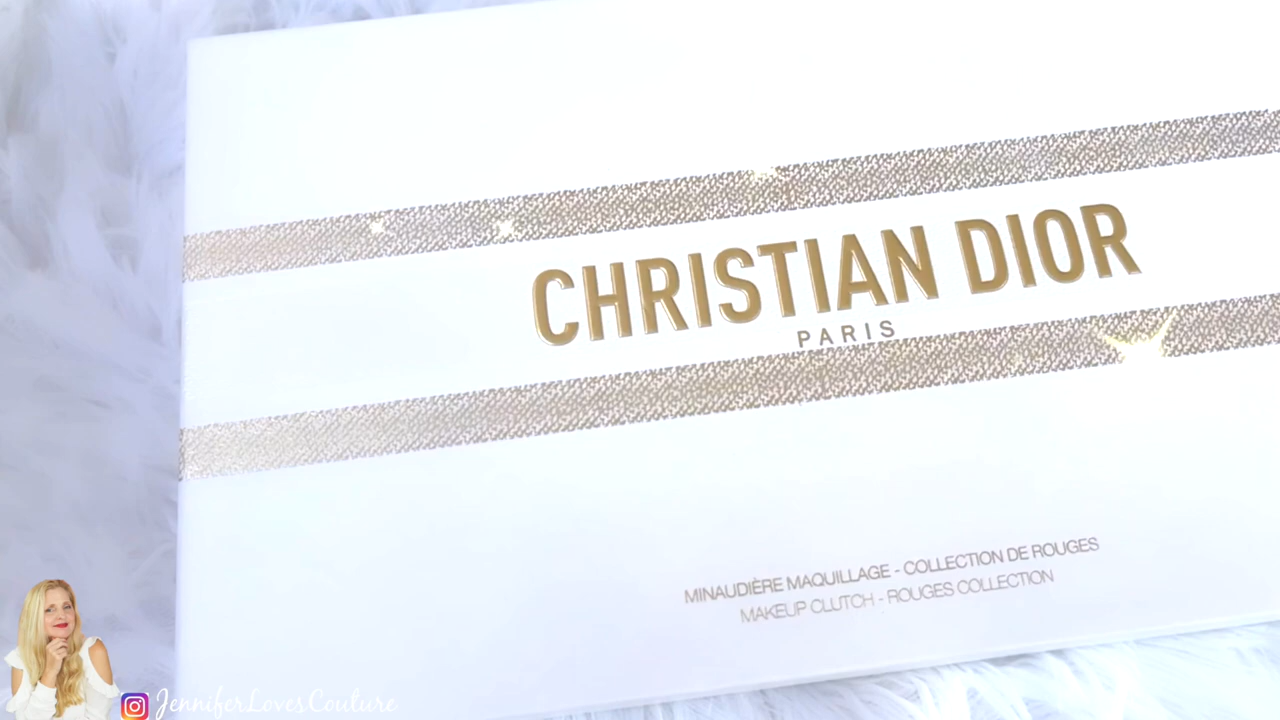 CHRISTIAN DIOR
PARIS
MINAUDIÈRE MAQUILLAGE - COLLECTION DE ROUGES
MAKEUP CLUTCH - ROUGES COLLECTION
JenniferLovesCouture